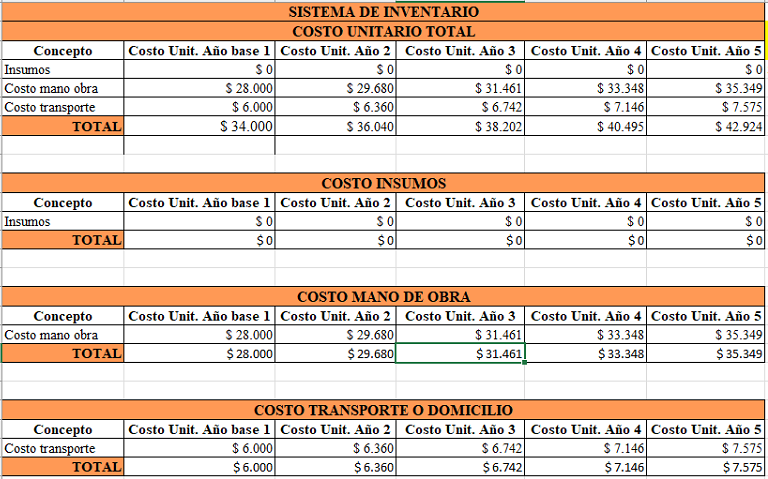 SISTEMA DE INVENTARIO
COSTO UNITARIO TOTAL
Concepto Costo Unit. Año base 1 Costo Unit. Año 2 Costo Unit. Año 3 Costo Unit. Año 4 Costo Unit. Año 5
Insumos $ 0 $ 0 $ 0 $ 0 $ 0
Costo mano obra $ 28.000 $ 29.680 $ 31.461 $ 33.348 $ 35.349
Costo transporte $ 6.000 $ 6.360 $ 6.742 $ 7.146 $ 7.575
TOTAL $ 34.000 $ 36.040 $ 38.202 $ 40.495 $ 42.924
COSTO INSUMOS
Concepto Costo Unit. Año base 1 Costo Unit. Año 2 Costo Unit. Año 3 Costo Unit. Año 4 Costo Unit. Año 5
Insumos $ 0 $ 0 $ 0 $ 0 $ 0
TOTAL $ 0 $ 0 $ 0 $ 0 $ 0
COSTO MANO DE OBRA
Concepto Costo Unit. Año base 1 Costo Unit. Año 2 Costo Unit. Año 3 Costo Unit. Año 4 Costo Unit. Año 5
Costo mano obra $ 28.000 $ 29.680 $ 31.461 $ 33.348 $ 35.349
TOTAL $ 28.000 $ 29.680 $ 31.461 $ 33.348 $ 35.349
COSTO TRANSPORTE O DOMICILIO
Concepto Costo Unit. Año base 1 Costo Unit. Año 2 Costo Unit. Año 3 Costo Unit. Año 4 Costo Unit. Año 5
Costo transporte $ 6.000 $ 6.360 $ 6.742 $ 7.146 $ 7.575
TOTAL $ 6.000 $ 6.360 $ 6.742 $ 7.146 $ 7.575